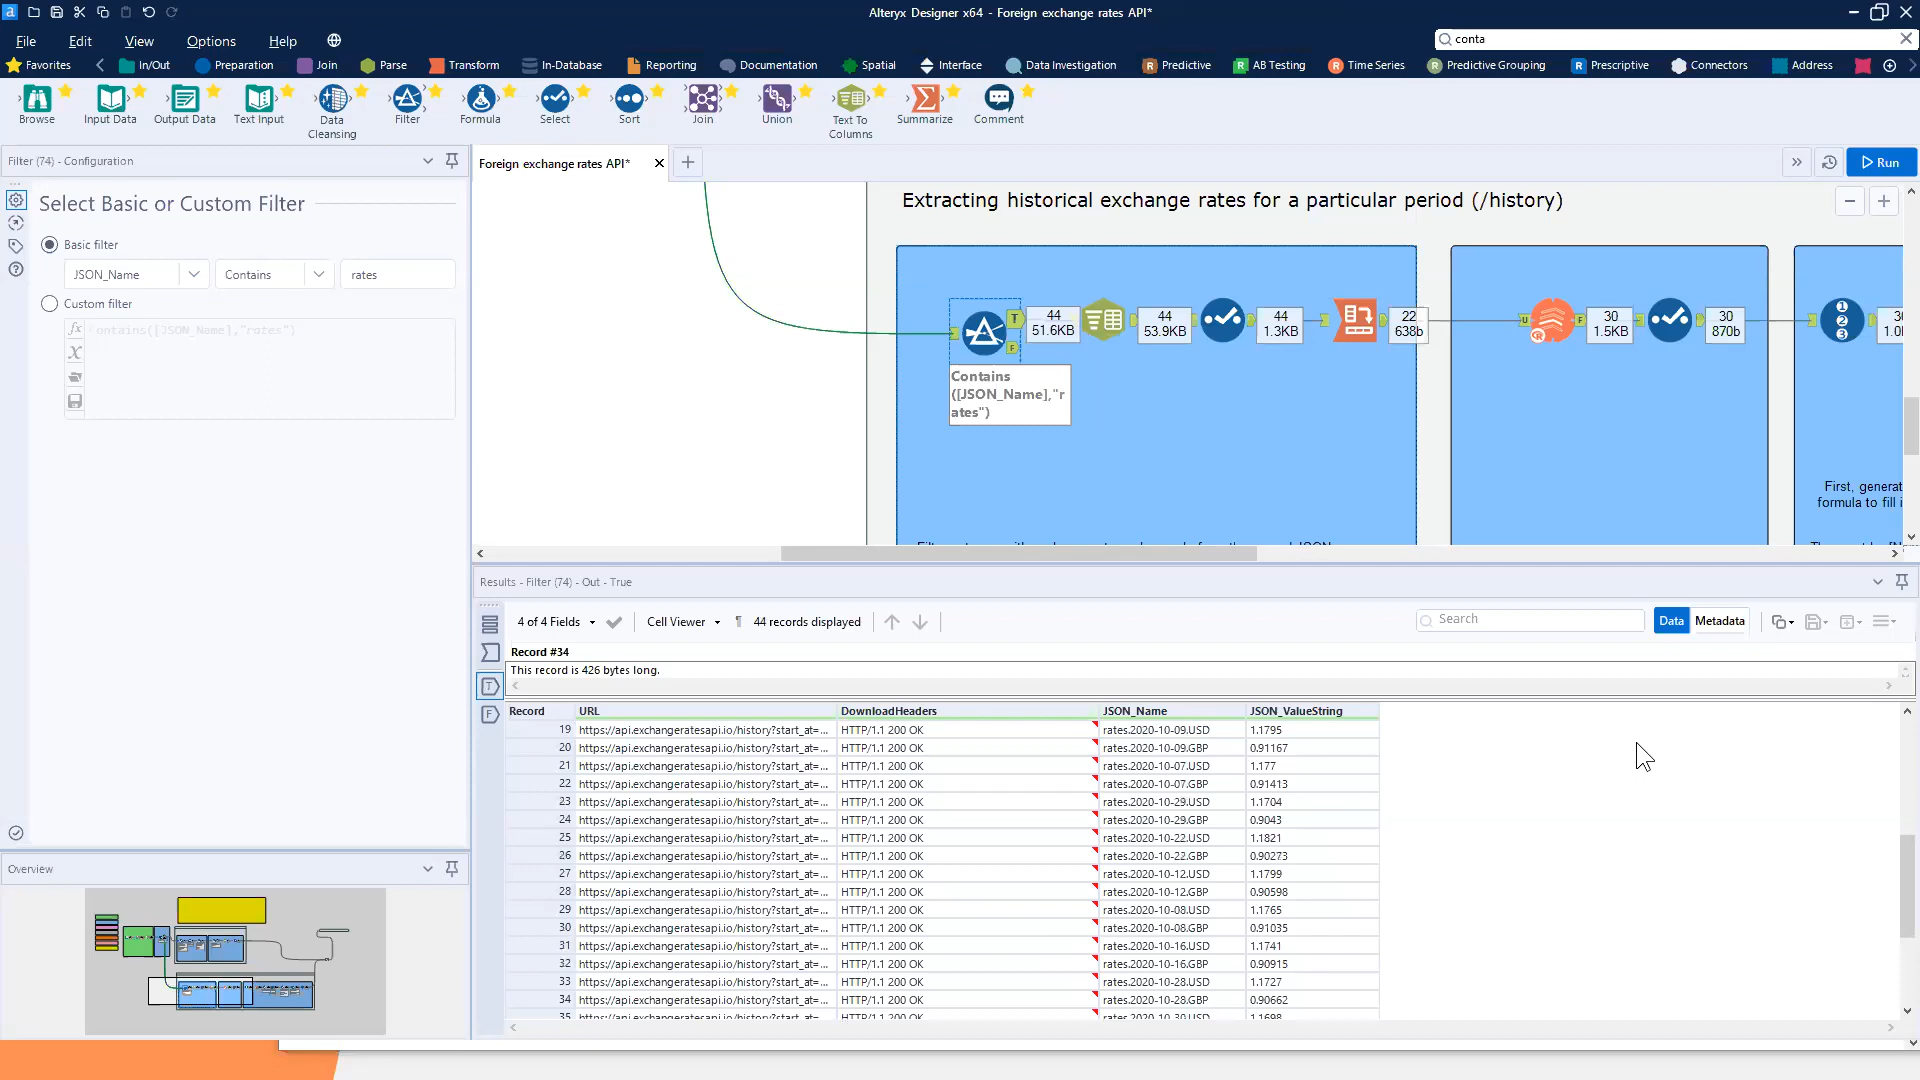 Alteryx Designer x64 - Foreign exchange rates API*
File Edit View Options Help
conta
Favorites In/Out Preparation Join Parse Transform In-Database Reporting Documentation Spatial Interface Data Investigation Predictive AB Testing Time Series Predictive Grouping Prescriptive Connectors Address
Browse Input Data Output Data Text Input Data Cleansing Filter Formula Select Sort Join Union Text To Columns Summarize Comment
Filter (74) - Configuration
Foreign exchange rates API*
Run
Select Basic or Custom Filter
Basic filter
JSON_Name Contains rates
Custom filter
ontains([JSON_Name],"rates")
Extracting historical exchange rates for a particular period (/history)
44
51.6KB
44
53.9KB
44
1.3KB
22
638b
30
1.5KB
30
870b
Contains
([JSON_Name],"r
ates")
First, generat
formula to fill i
Results - Filter (74) - Out - True
4 of 4 Fields Cell Viewer 44 records displayed Search Data Metadata
Record #34
This record is 426 bytes long.
Record URL DownloadHeaders JSON_Name JSON_ValueString
19 https://api.exchangeratesapi.io/history?start_at=... HTTP/1.1 200 OK rates.2020-10-09.USD 1.1795
20 https://api.exchangeratesapi.io/history?start_at=... HTTP/1.1 200 OK rates.2020-10-09.GBP 0.91167
21 https://api.exchangeratesapi.io/history?start_at=... HTTP/1.1 200 OK rates.2020-10-07.USD 1.177
22 https://api.exchangeratesapi.io/history?start_at=... HTTP/1.1 200 OK rates.2020-10-07.GBP 0.91413
23 https://api.exchangeratesapi.io/history?start_at=... HTTP/1.1 200 OK rates.2020-10-29.USD 1.1704
24 https://api.exchangeratesapi.io/history?start_at=... HTTP/1.1 200 OK rates.2020-10-29.GBP 0.9043
25 https://api.exchangeratesapi.io/history?start_at=... HTTP/1.1 200 OK rates.2020-10-22.USD 1.1821
26 https://api.exchangeratesapi.io/history?start_at=... HTTP/1.1 200 OK rates.2020-10-22.GBP 0.90273
27 https://api.exchangeratesapi.io/history?start_at=... HTTP/1.1 200 OK rates.2020-10-12.USD 1.1799
28 https://api.exchangeratesapi.io/history?start_at=... HTTP/1.1 200 OK rates.2020-10-12.GBP 0.90598
29 https://api.exchangeratesapi.io/history?start_at=... HTTP/1.1 200 OK rates.2020-10-08.USD 1.1765
30 https://api.exchangeratesapi.io/history?start_at=... HTTP/1.1 200 OK rates.2020-10-08.GBP 0.91035
31 https://api.exchangeratesapi.io/history?start_at=... HTTP/1.1 200 OK rates.2020-10-16.USD 1.1741
32 https://api.exchangeratesapi.io/history?start_at=... HTTP/1.1 200 OK rates.2020-10-16.GBP 0.90915
33 https://api.exchangeratesapi.io/history?start_at=... HTTP/1.1 200 OK rates.2020-10-28.USD 1.1727
34 https://api.exchangeratesapi.io/history?start_at=... HTTP/1.1 200 OK rates.2020-10-28.GBP 0.90662
35 https://api.exchangeratesapi.io/history?start_at=... HTTP/1.1 200 OK rates.2020-10-30.USD 1.1698
Overview